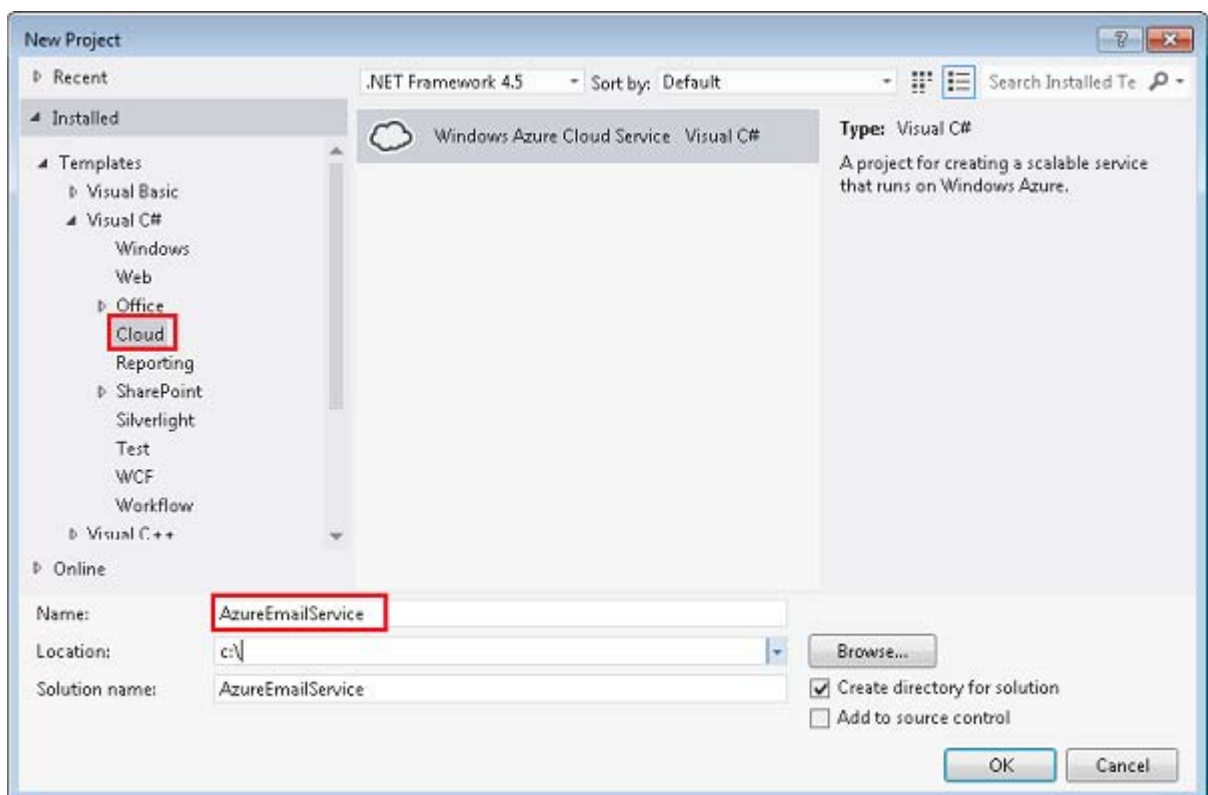 New Project
Recent
.NET Framework 4.5 Sort by: Default Search Installed Te
Installed
Windows Azure Cloud Service Visual C#
Type: Visual C#
A project for creating a scalable service
that runs on Windows Azure.
Templates
Visual Basic
Visual C#
Windows
Web
Office
Cloud
Reporting
SharePoint
Silverlight
Test
WCF
Workflow
Visual C++
Online
Name: AzureEmailService
Location: c:\
Browse...
Solution name: AzureEmailService
Create directory for solution
Add to source control
OK Cancel